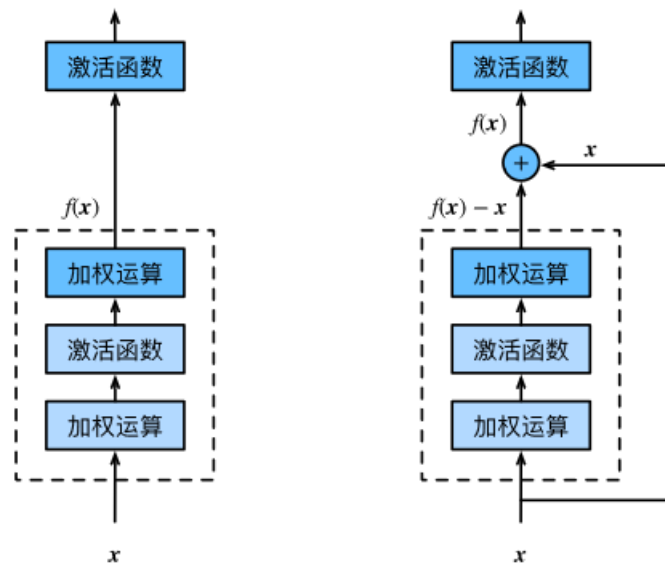 激活函数
f(x)
加权运算
激活函数
加权运算
x
激活函数
f(x)
x
+
f(x) − x
加权运算
激活函数
加权运算
x